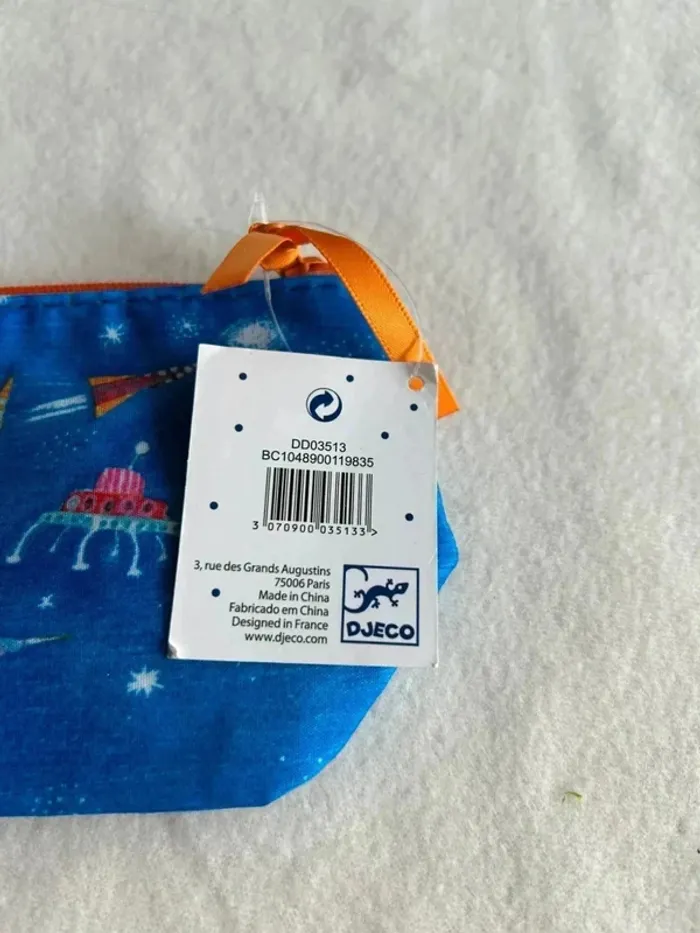 DD03513
BC1048900119835
3 070900 035133 >
3, rue des Grands Augustins
75006 Paris
Made in China
Fabricado em China
Designed in France
www.djeco.com
DJECO